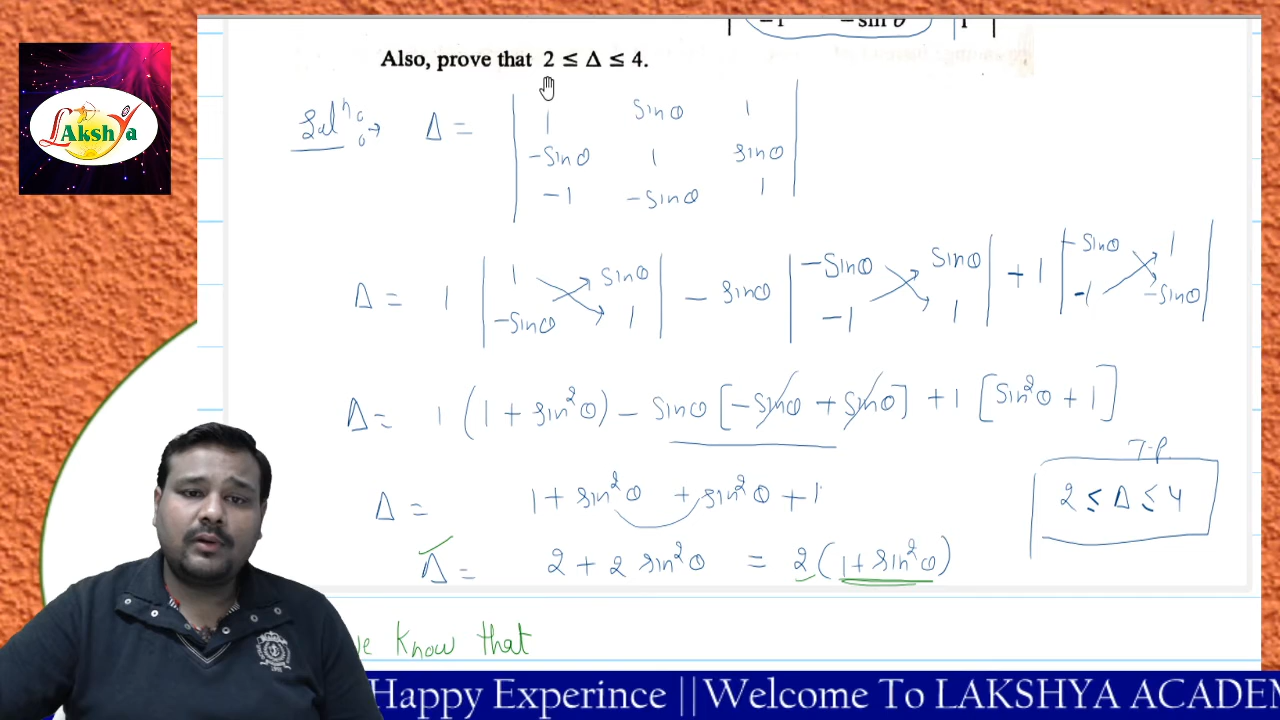 -1 - sin θ 1
Also, prove that 2 ≤ Δ ≤ 4.
LAkshyA
Solⁿ → Δ = | 1 sinθ 1 |
| -sinθ 1 sinθ |
| -1 -sinθ 1 |
Δ = 1 | 1 sinθ | - sinθ | -sinθ sinθ | + 1 | -sinθ 1 |
| -sinθ 1 | | -1 1 | | -1 -sinθ |
Δ = 1 (1 + sin²θ) - sinθ [-sinθ + sinθ] + 1 [sin²θ + 1]
T.P.
Δ = 1 + sin²θ + sin²θ + 1
2 ≤ Δ ≤ 4
Δ = 2 + 2 sin²θ = 2 (1 + sin²θ)
know that
Happy Experince ||Welcome To LAKSHYA ACADEM